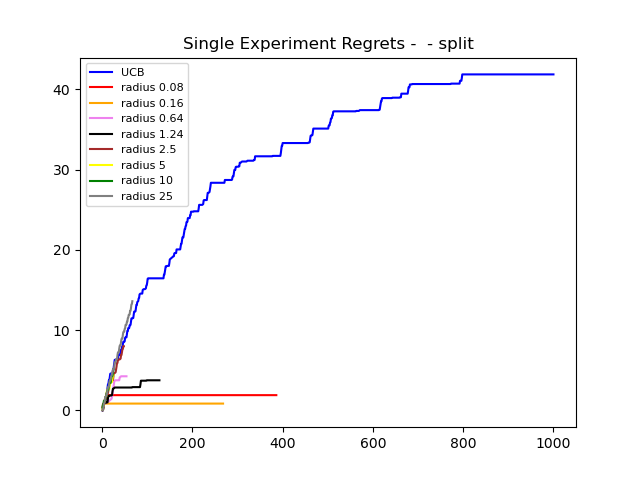 Single Experiment Regrets -  - split
UCB
radius 0.08
radius 0.16
radius 0.64
radius 1.24
radius 2.5
radius 5
radius 10
radius 25
40
30
20
10
0
0 200 400 600 800 1000